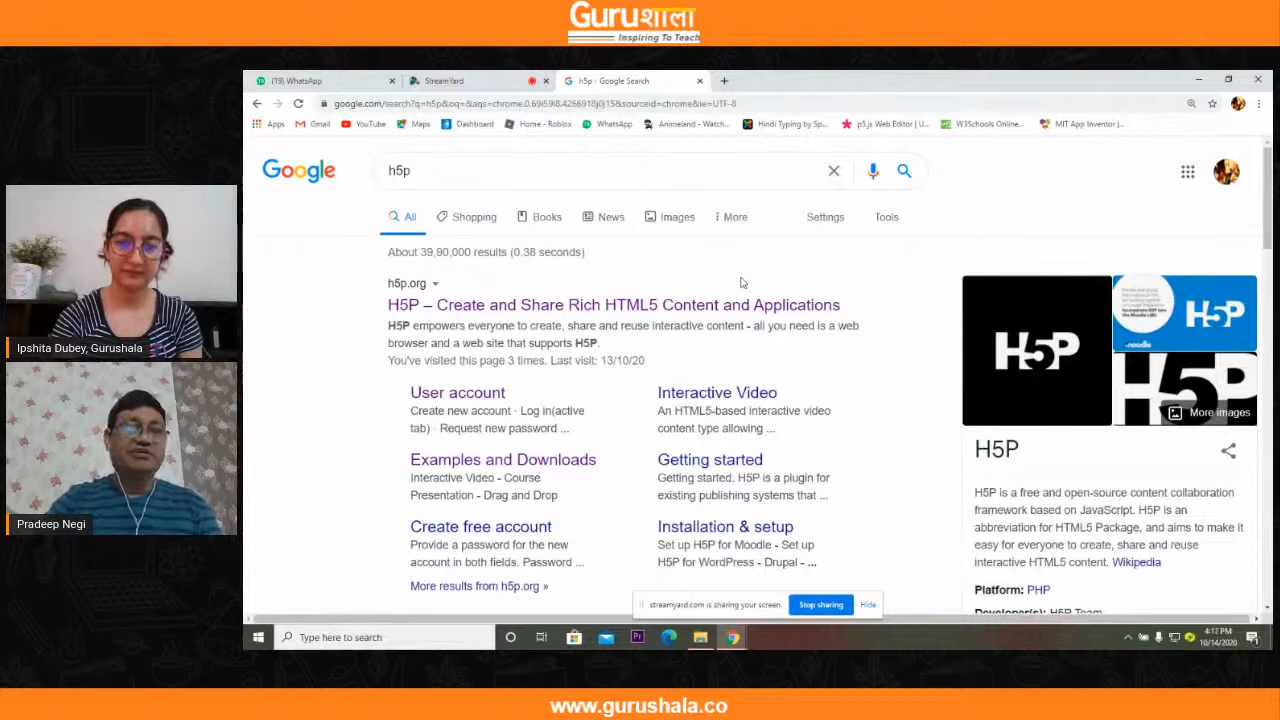 Guruशाला
Inspiring To Teach
(19) WhatsApp
StreamYard
h5p - Google Search
google.com/search?q=h5p&oq=&aqs=chrome.0.69i59i8.4266918j0j15&sourceid=chrome&ie=UTF-8
Apps Gmail YouTube Maps Dashboard Home - Roblox WhatsApp Animeland - Watch... Hindi Typing by Sp... p5.js Web Editor | U... W3Schools Online... MIT App Inventor |...
Google
h5p
All Shopping Books News Images More Settings Tools
About 39,90,000 results (0.38 seconds)
h5p.org
H5P – Create and Share Rich HTML5 Content and Applications
H5P empowers everyone to create, share and reuse interactive content - all you need is a web
browser and a web site that supports H5P.
You've visited this page 3 times. Last visit: 13/10/20
User account
Create new account · Log in(active
tab) · Request new password ...
Interactive Video
An HTML5-based interactive video
content type allowing ...
Examples and Downloads
Interactive Video - Course
Presentation - Drag and Drop
Getting started
Getting started. H5P is a plugin for
existing publishing systems that ...
Create free account
Provide a password for the new
account in both fields. Password ...
Installation & setup
Set up H5P for Moodle - Set up
H5P for WordPress - Drupal - ...
More results from h5p.org »
H5P
H5P
moodle
H5P
More images
H5P
H5P is a free and open-source content collaboration
framework based on JavaScript. H5P is an
abbreviation for HTML5 Package, and aims to make it
easy for everyone to create, share and reuse
interactive HTML5 content. Wikipedia
Platform: PHP
Developer(s): H5P Team
streamyard.com is sharing your screen.
Stop sharing
Hide
Type here to search
Pr
4:17 PM
10/14/2020
Ipshita Dubey, Gurushala
Pradeep Negi
www.gurushala.co